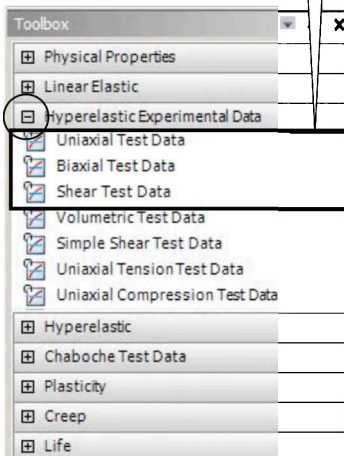 Toolbox
Physical Properties
Linear Elastic
Hyperelastic Experimental Data
Uniaxial Test Data
Biaxial Test Data
Shear Test Data
Volumetric Test Data
Simple Shear Test Data
Uniaxial Tension Test Data
Uniaxial Compression Test Data
Hyperelastic
Chaboche Test Data
Plasticity
Creep
Life